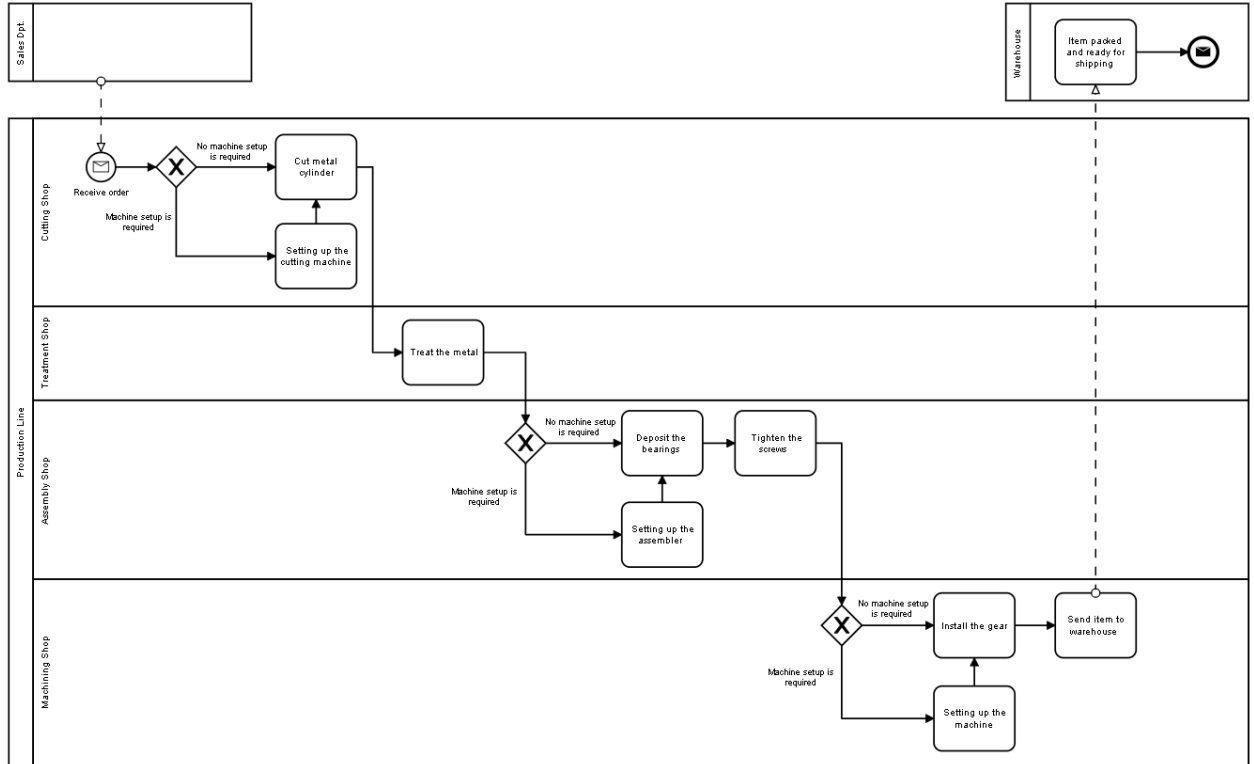 Sales Dpt.
Warehouse
Item packed
and ready for
shipping
Production Line
Cutting Shop
Receive order
No machine setup
is required
Machine setup is
required
Cut metal
cylinder
Setting up the
cutting machine
Treatment Shop
Treat the metal
Assembly Shop
No machine setup
is required
Machine setup is
required
Deposit the
bearings
Tighten the
screws
Setting up the
assembler
Machining Shop
No machine setup
is required
Machine setup is
required
Install the gear
Send item to
warehouse
Setting up the
machine